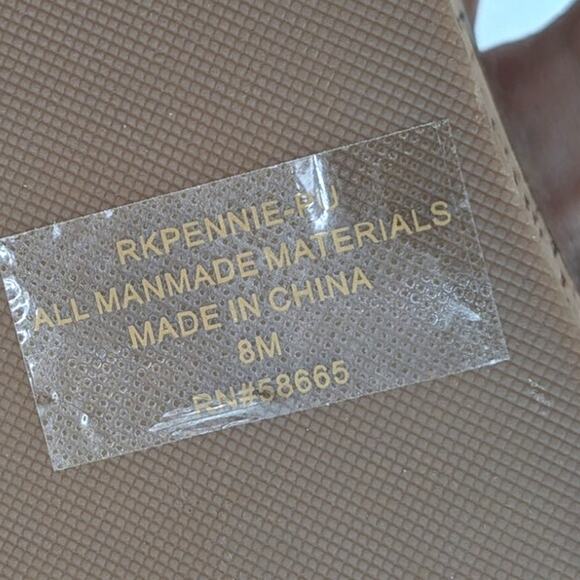 RKPENNIE-PU
ALL MANMADE MATERIALS
MADE IN CHINA
8M
RN#58665